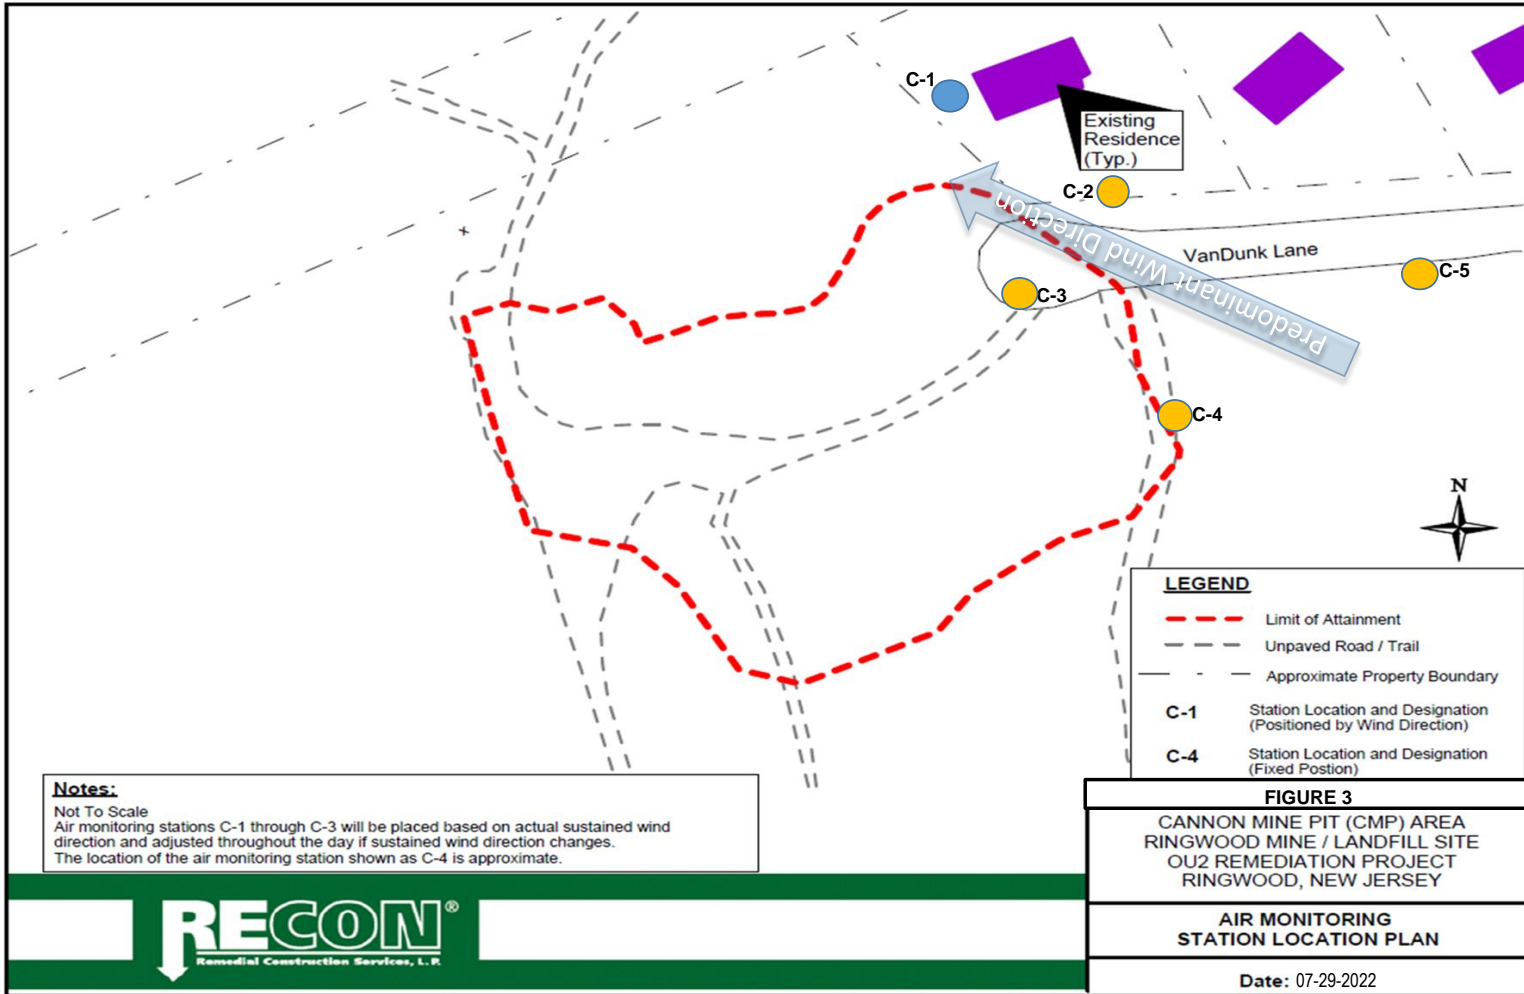 C-1
Existing
Residence
(Typ.)
C-2
Predominant Wind Direction
VanDunk Lane
C-5
C-3
C-4
N
LEGEND
Limit of Attainment
Unpaved Road / Trail
Approximate Property Boundary
C-1 Station Location and Designation
(Positioned by Wind Direction)
C-4 Station Location and Designation
(Fixed Postion)
Notes:
Not To Scale
Air monitoring stations C-1 through C-3 will be placed based on actual sustained wind
direction and adjusted throughout the day if sustained wind direction changes.
The location of the air monitoring station shown as C-4 is approximate.
FIGURE 3
CANNON MINE PIT (CMP) AREA
RINGWOOD MINE / LANDFILL SITE
OU2 REMEDIATION PROJECT
RINGWOOD, NEW JERSEY
AIR MONITORING
STATION LOCATION PLAN
Date: 07-29-2022
RECON®
Remedial Construction Services, L.P.